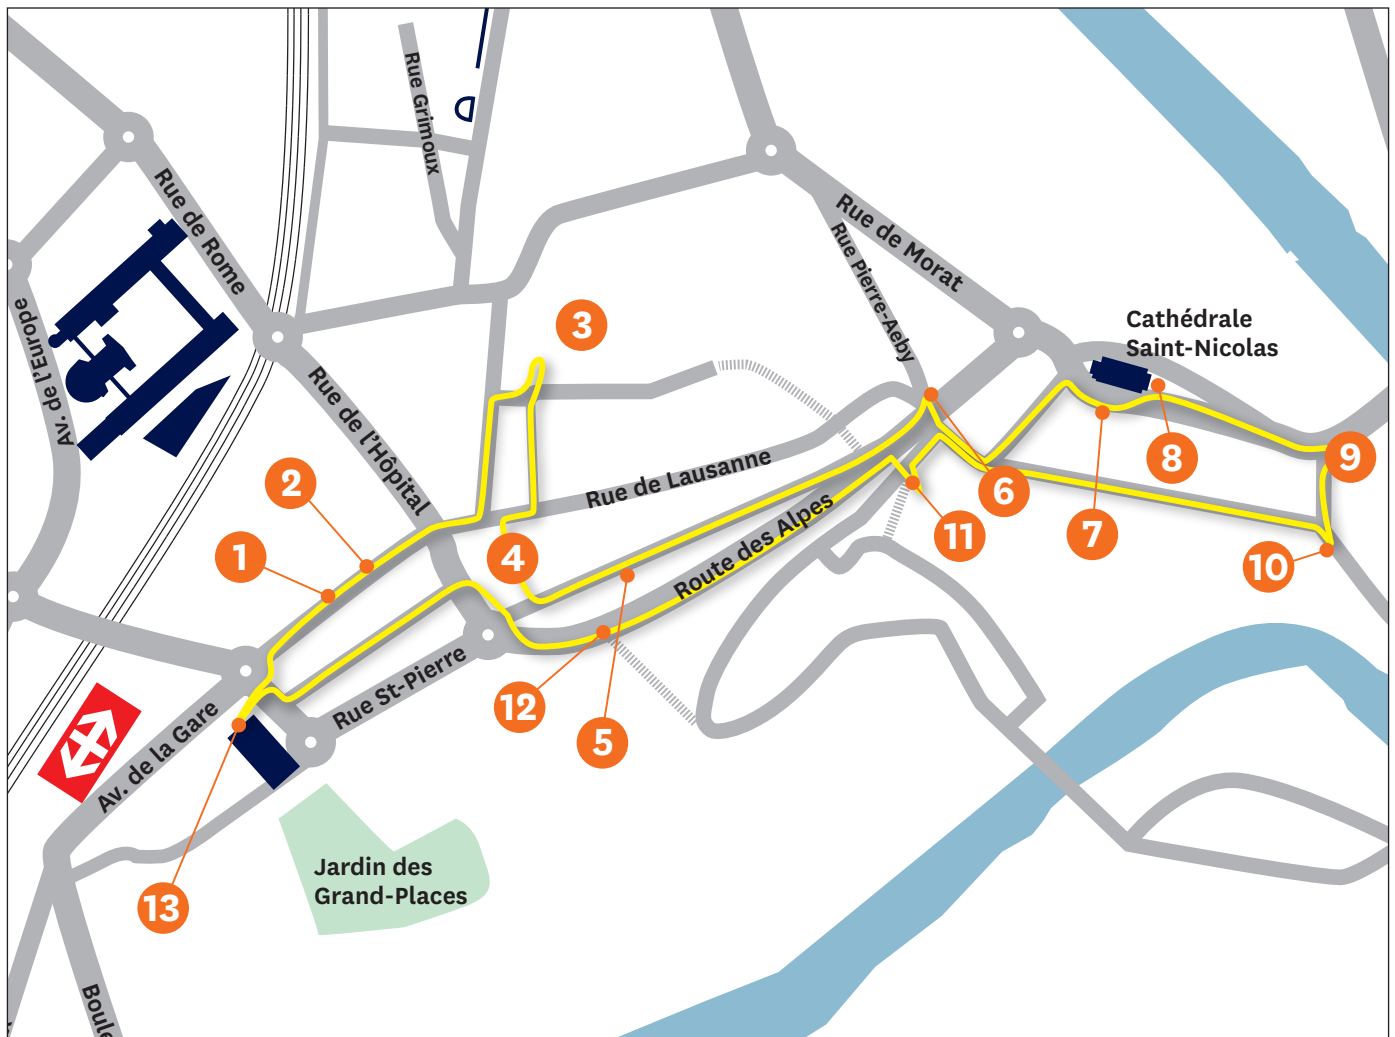 Rue Grimoux
Rue de Rome
Rue de Morat
Rue Pierre-Aeby
Av. de l'Europe
3
Cathédrale
Saint-Nicolas
Rue de l'Hôpital
6
7
8
9
Rue de Lausanne
2
1
4
11
10
Route des Alpes
Rue St-Pierre
12
5
Av. de la Gare
Jardin des
Grand-Places
13
Boule